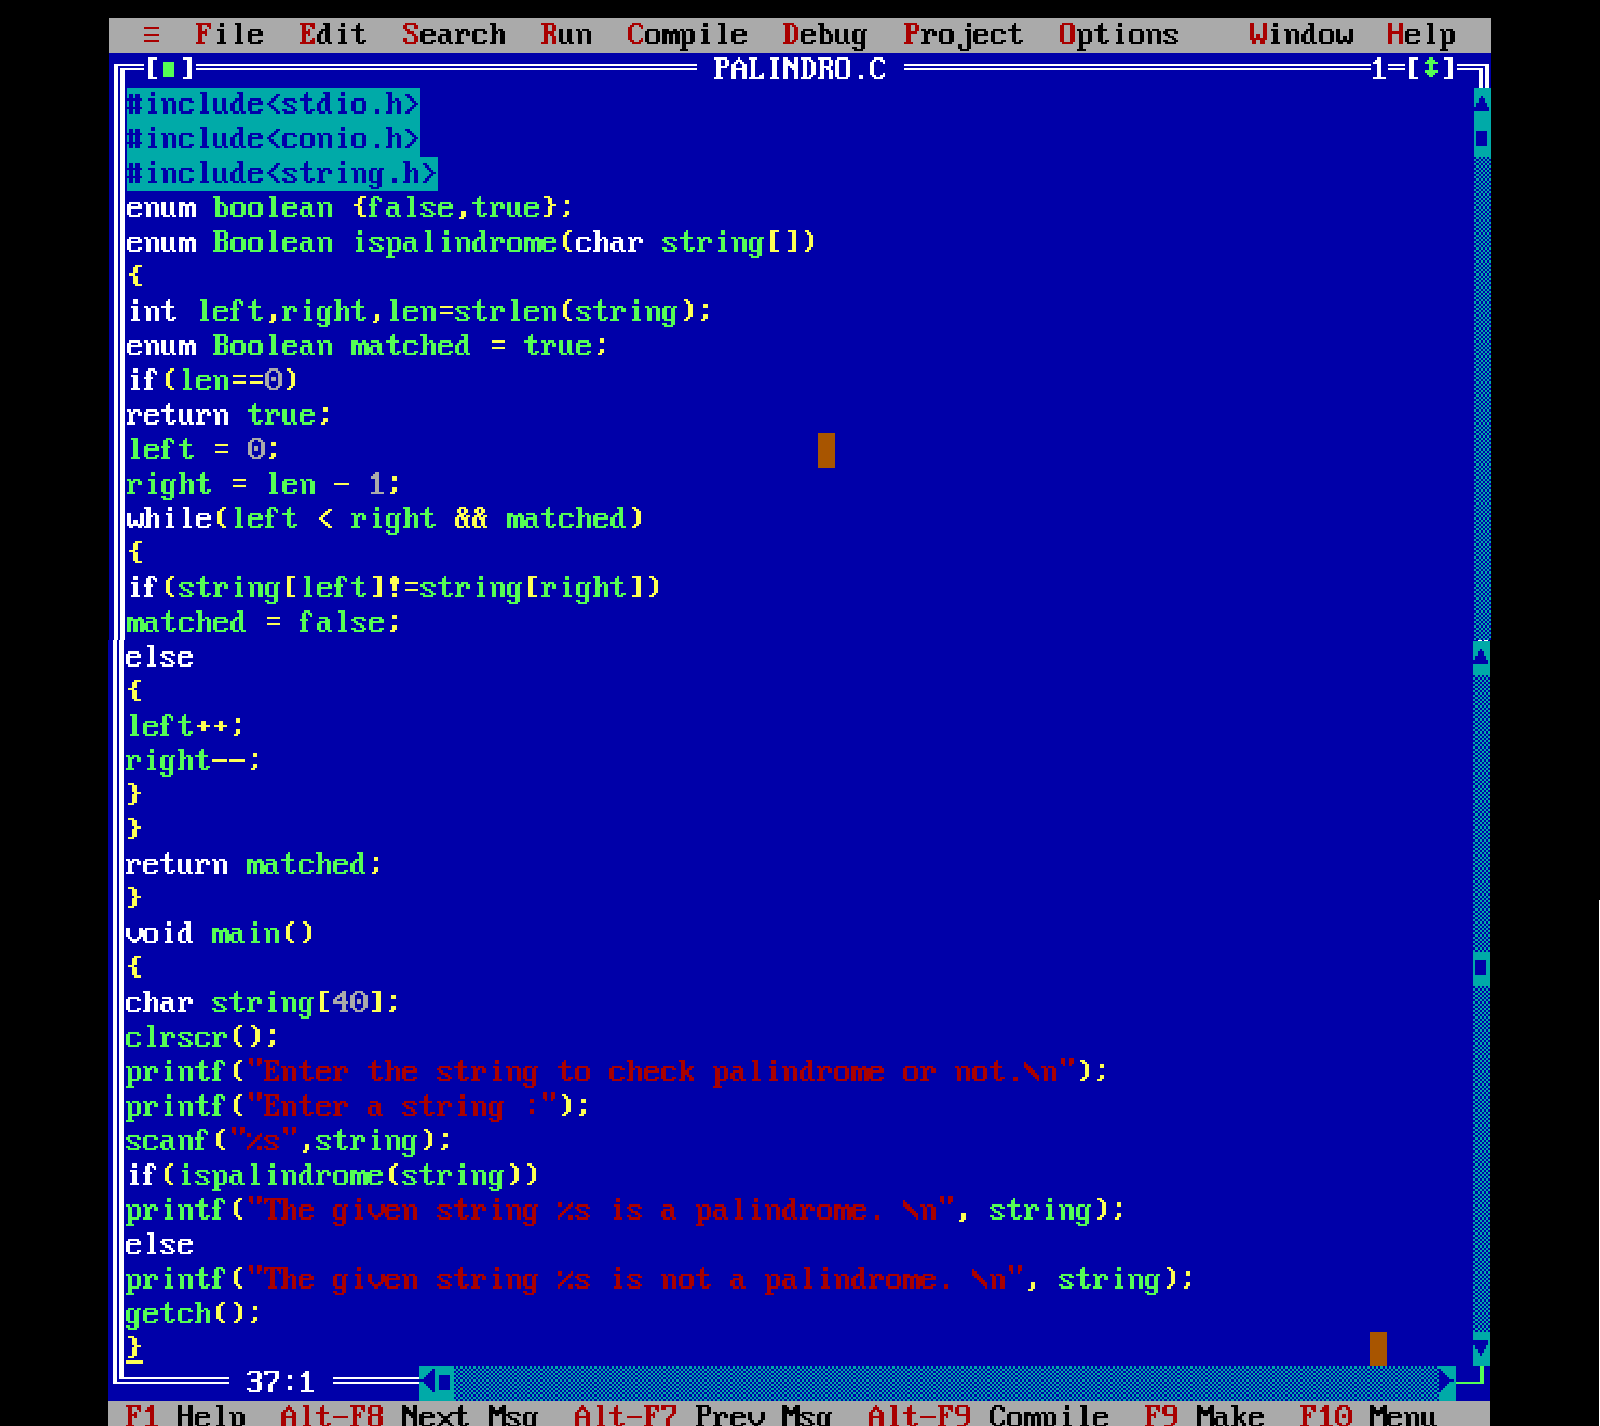 ≡ File Edit Search Run Compile Debug Project Options Window Help
[■] PALINDRO.C 1=[↕]
#include<stdio.h>
#include<conio.h>
#include<string.h>
enum boolean {false,true};
enum Boolean ispalindrome(char string[])
{
int left,right,len=strlen(string);
enum Boolean matched = true;
if(len==0)
return true;
left = 0;
right = len - 1;
while(left < right && matched)
{
if(string[left]!=string[right])
matched = false;
else
{
left++;
right--;
}
}
return matched;
}
void main()
{
char string[40];
clrscr();
printf("Enter the string to check palindrome or not.\n");
printf("Enter a string :");
scanf("%s",string);
if(ispalindrome(string))
printf("The given string %s is a palindrome. \n", string);
else
printf("The given string %s is not a palindrome. \n", string);
getch();
}
37:1
F1 Help Alt-F8 Next Msg Alt-F7 Prev Msg Alt-F9 Compile F9 Make F10 Menu